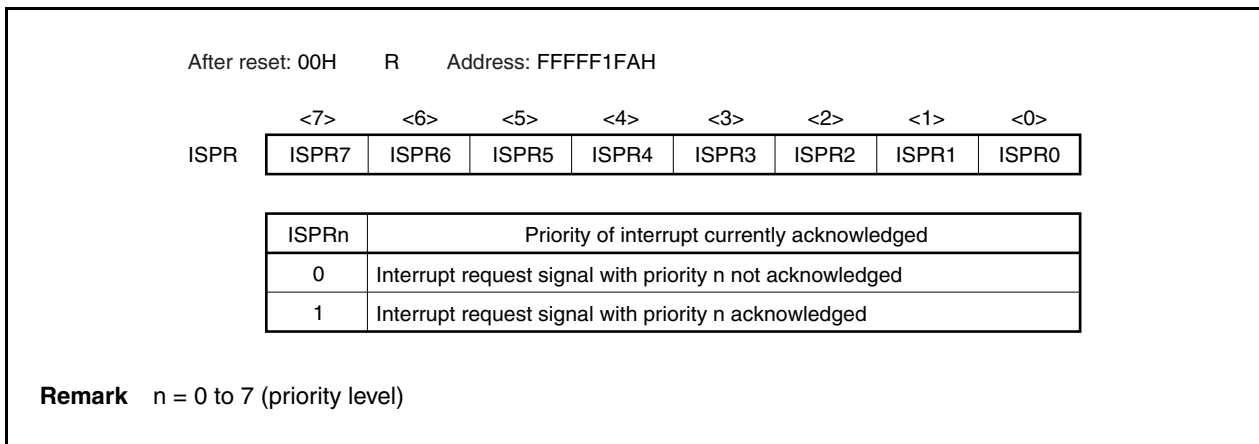 After reset: 00H R Address: FFFFF1FAH
<7> <6> <5> <4> <3> <2> <1> <0>
ISPR ISPR7 ISPR6 ISPR5 ISPR4 ISPR3 ISPR2 ISPR1 ISPR0
ISPRn Priority of interrupt currently acknowledged
0 Interrupt request signal with priority n not acknowledged
1 Interrupt request signal with priority n acknowledged
Remark n = 0 to 7 (priority level)